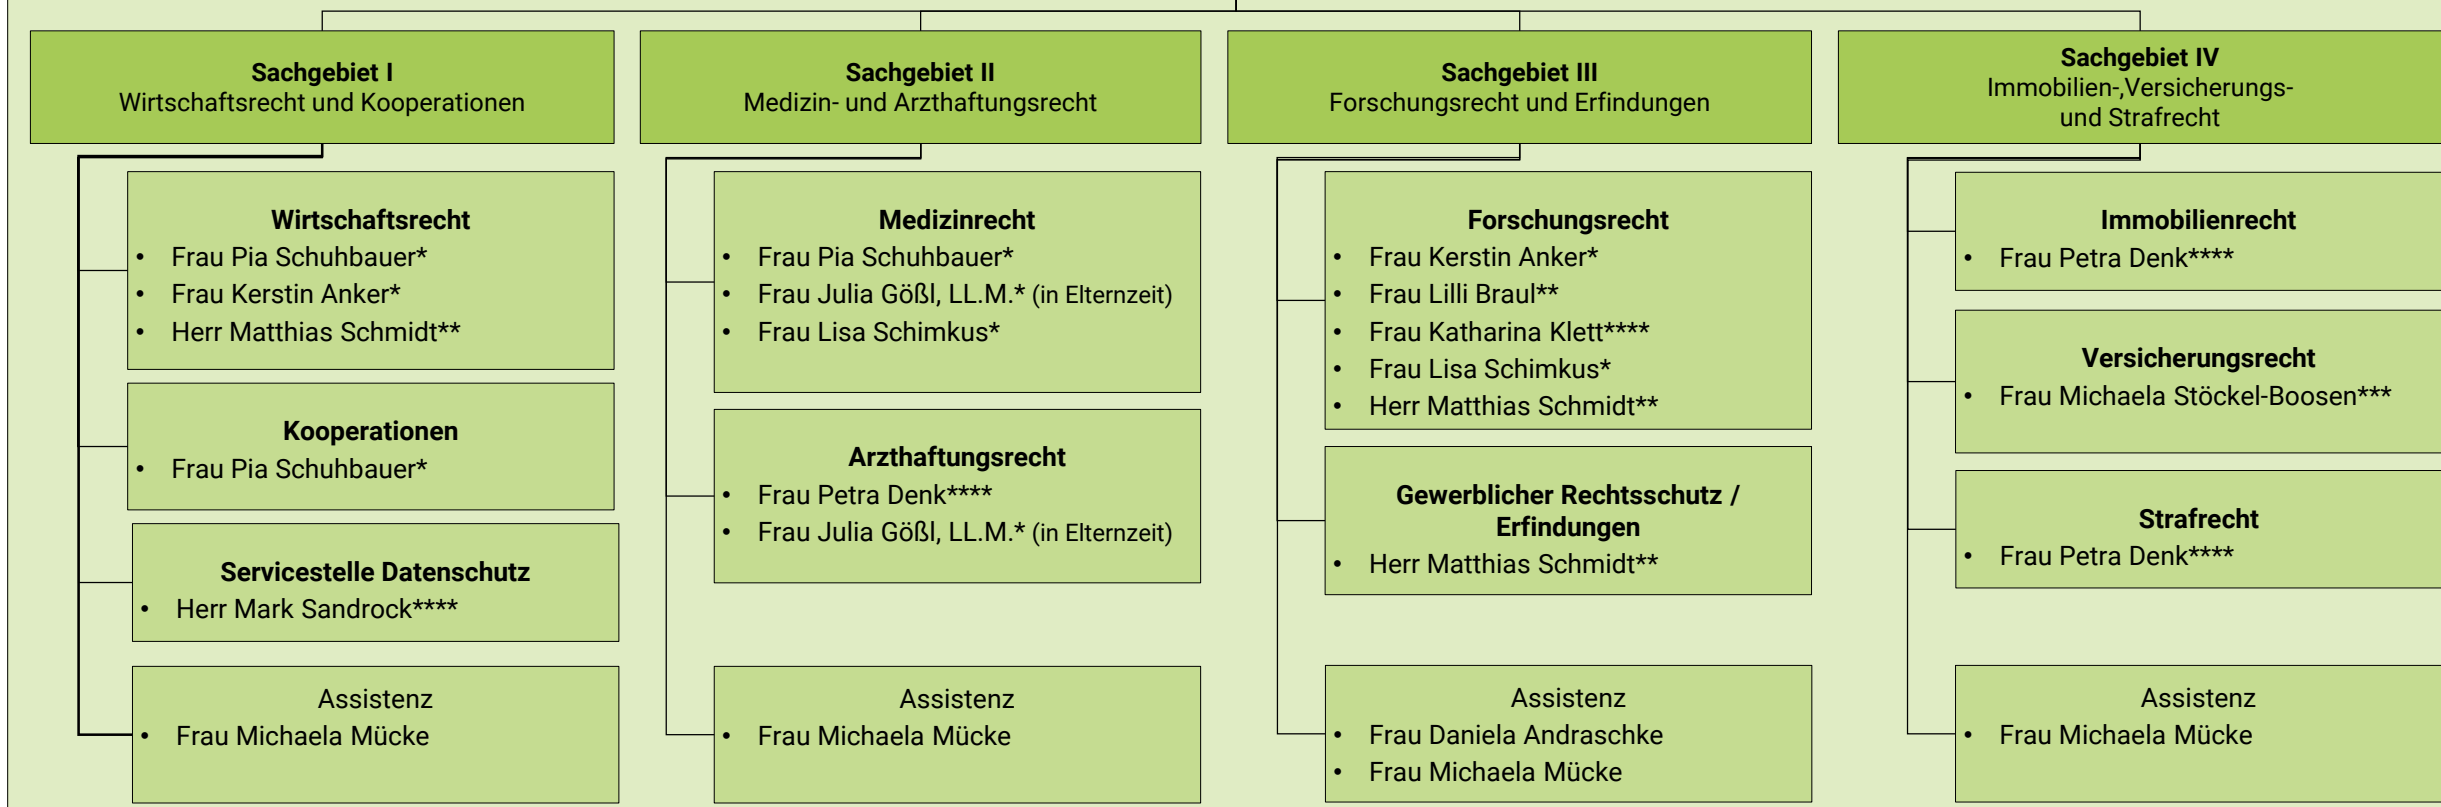 Sachgebiet I
Wirtschaftsrecht und Kooperationen
Wirtschaftsrecht
• Frau Pia Schuhbauer*
• Frau Kerstin Anker*
• Herr Matthias Schmidt**
Kooperationen
• Frau Pia Schuhbauer*
Servicestelle Datenschutz
• Herr Mark Sandrock****
Assistenz
• Frau Michaela Mücke
Sachgebiet II
Medizin- und Arzthaftungsrecht
Medizinrecht
• Frau Pia Schuhbauer*
• Frau Julia Gößl, LL.M.* (in Elternzeit)
• Frau Lisa Schimkus*
Arzthaftungsrecht
• Frau Petra Denk****
• Frau Julia Gößl, LL.M.* (in Elternzeit)
Assistenz
• Frau Michaela Mücke
Sachgebiet III
Forschungsrecht und Erfindungen
Forschungsrecht
• Frau Kerstin Anker*
• Frau Lilli Braul**
• Frau Katharina Klett****
• Frau Lisa Schimkus*
• Herr Matthias Schmidt**
Gewerblicher Rechtsschutz /
Erfindungen
• Herr Matthias Schmidt**
Assistenz
• Frau Daniela Andraschke
• Frau Michaela Mücke
Sachgebiet IV
Immobilien-,Versicherungs-
und Strafrecht
Immobilienrecht
• Frau Petra Denk****
Versicherungsrecht
• Frau Michaela Stöckel-Boosen***
Strafrecht
• Frau Petra Denk****
Assistenz
• Frau Michaela Mücke